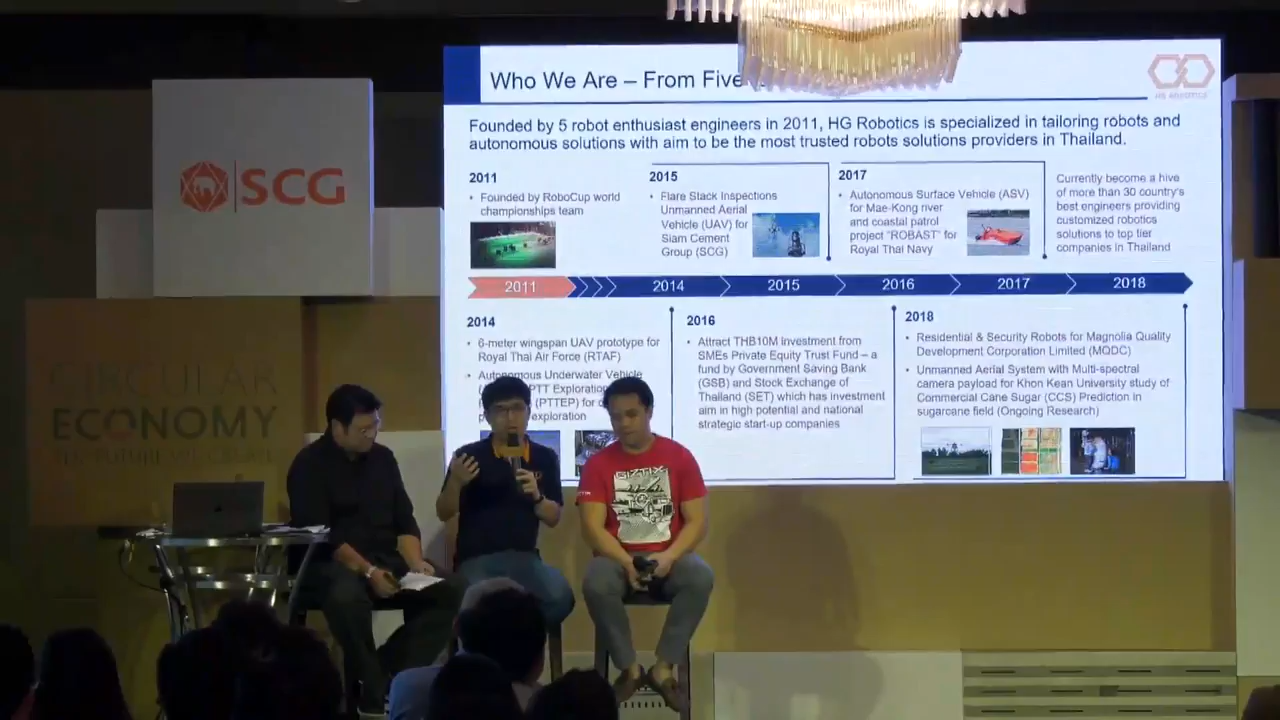 Who We Are – From Five
HG ROBOTICS
Founded by 5 robot enthusiast engineers in 2011, HG Robotics is specialized in tailoring robots and
autonomous solutions with aim to be the most trusted robots solutions providers in Thailand.
2011
• Founded by RoboCup world
championships team
2015
• Flare Stack Inspections
Unmanned Aerial
Vehicle (UAV) for
Siam Cement
Group (SCG)
2017
• Autonomous Surface Vehicle (ASV)
for Mae-Kong river
and coastal patrol
project "ROBAST" for
Royal Thai Navy
Currently become a hive
of more than 30 country's
best engineers providing
customized robotics
solutions to top tier
companies in Thailand
2011
2014
2015
2016
2017
2018
2014
• 6-meter wingspan UAV prototype for
Royal Thai Air Force (RTAF)
• Autonomous Underwater Vehicle
PTT Exploration
(PTTEP) for
exploration
2016
• Attract THB10M investment from
SMEs Private Equity Trust Fund – a
fund by Government Saving Bank
(GSB) and Stock Exchange of
Thailand (SET) which has investment
aim in high potential and national
strategic start-up companies
2018
• Residential & Security Robots for Magnolia Quality
Development Corporation Limited (MQDC)
• Unmanned Aerial System with Multi-spectral
camera payload for Khon Kean University study of
Commercial Cane Sugar (CCS) Prediction in
sugarcane field (Ongoing Research)
SCG
CIRCULAR
ECONOMY
GIZTIX